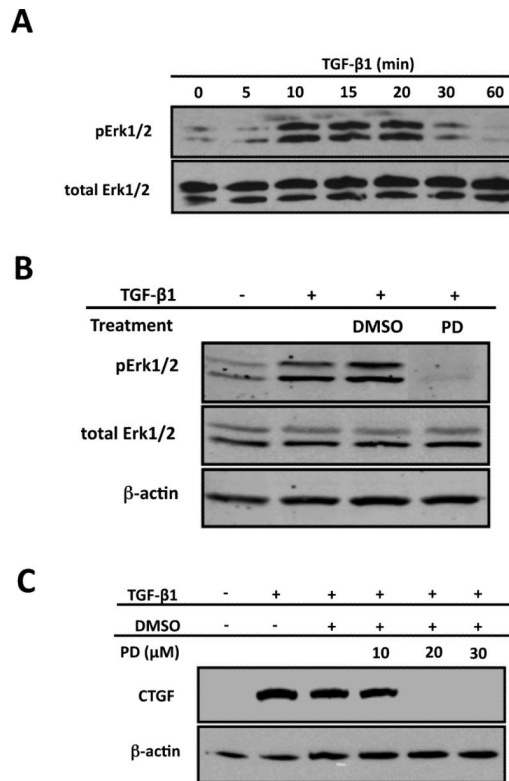 A
TGF-β1 (min)
0 5 10 15 20 30 60
pErk1/2
total Erk1/2
B
TGF-β1 - + + +
Treatment DMSO PD
pErk1/2
total Erk1/2
β-actin
C
TGF-β1 - + + + + +
DMSO - - + + + +
PD (μM) 10 20 30
CTGF
β-actin